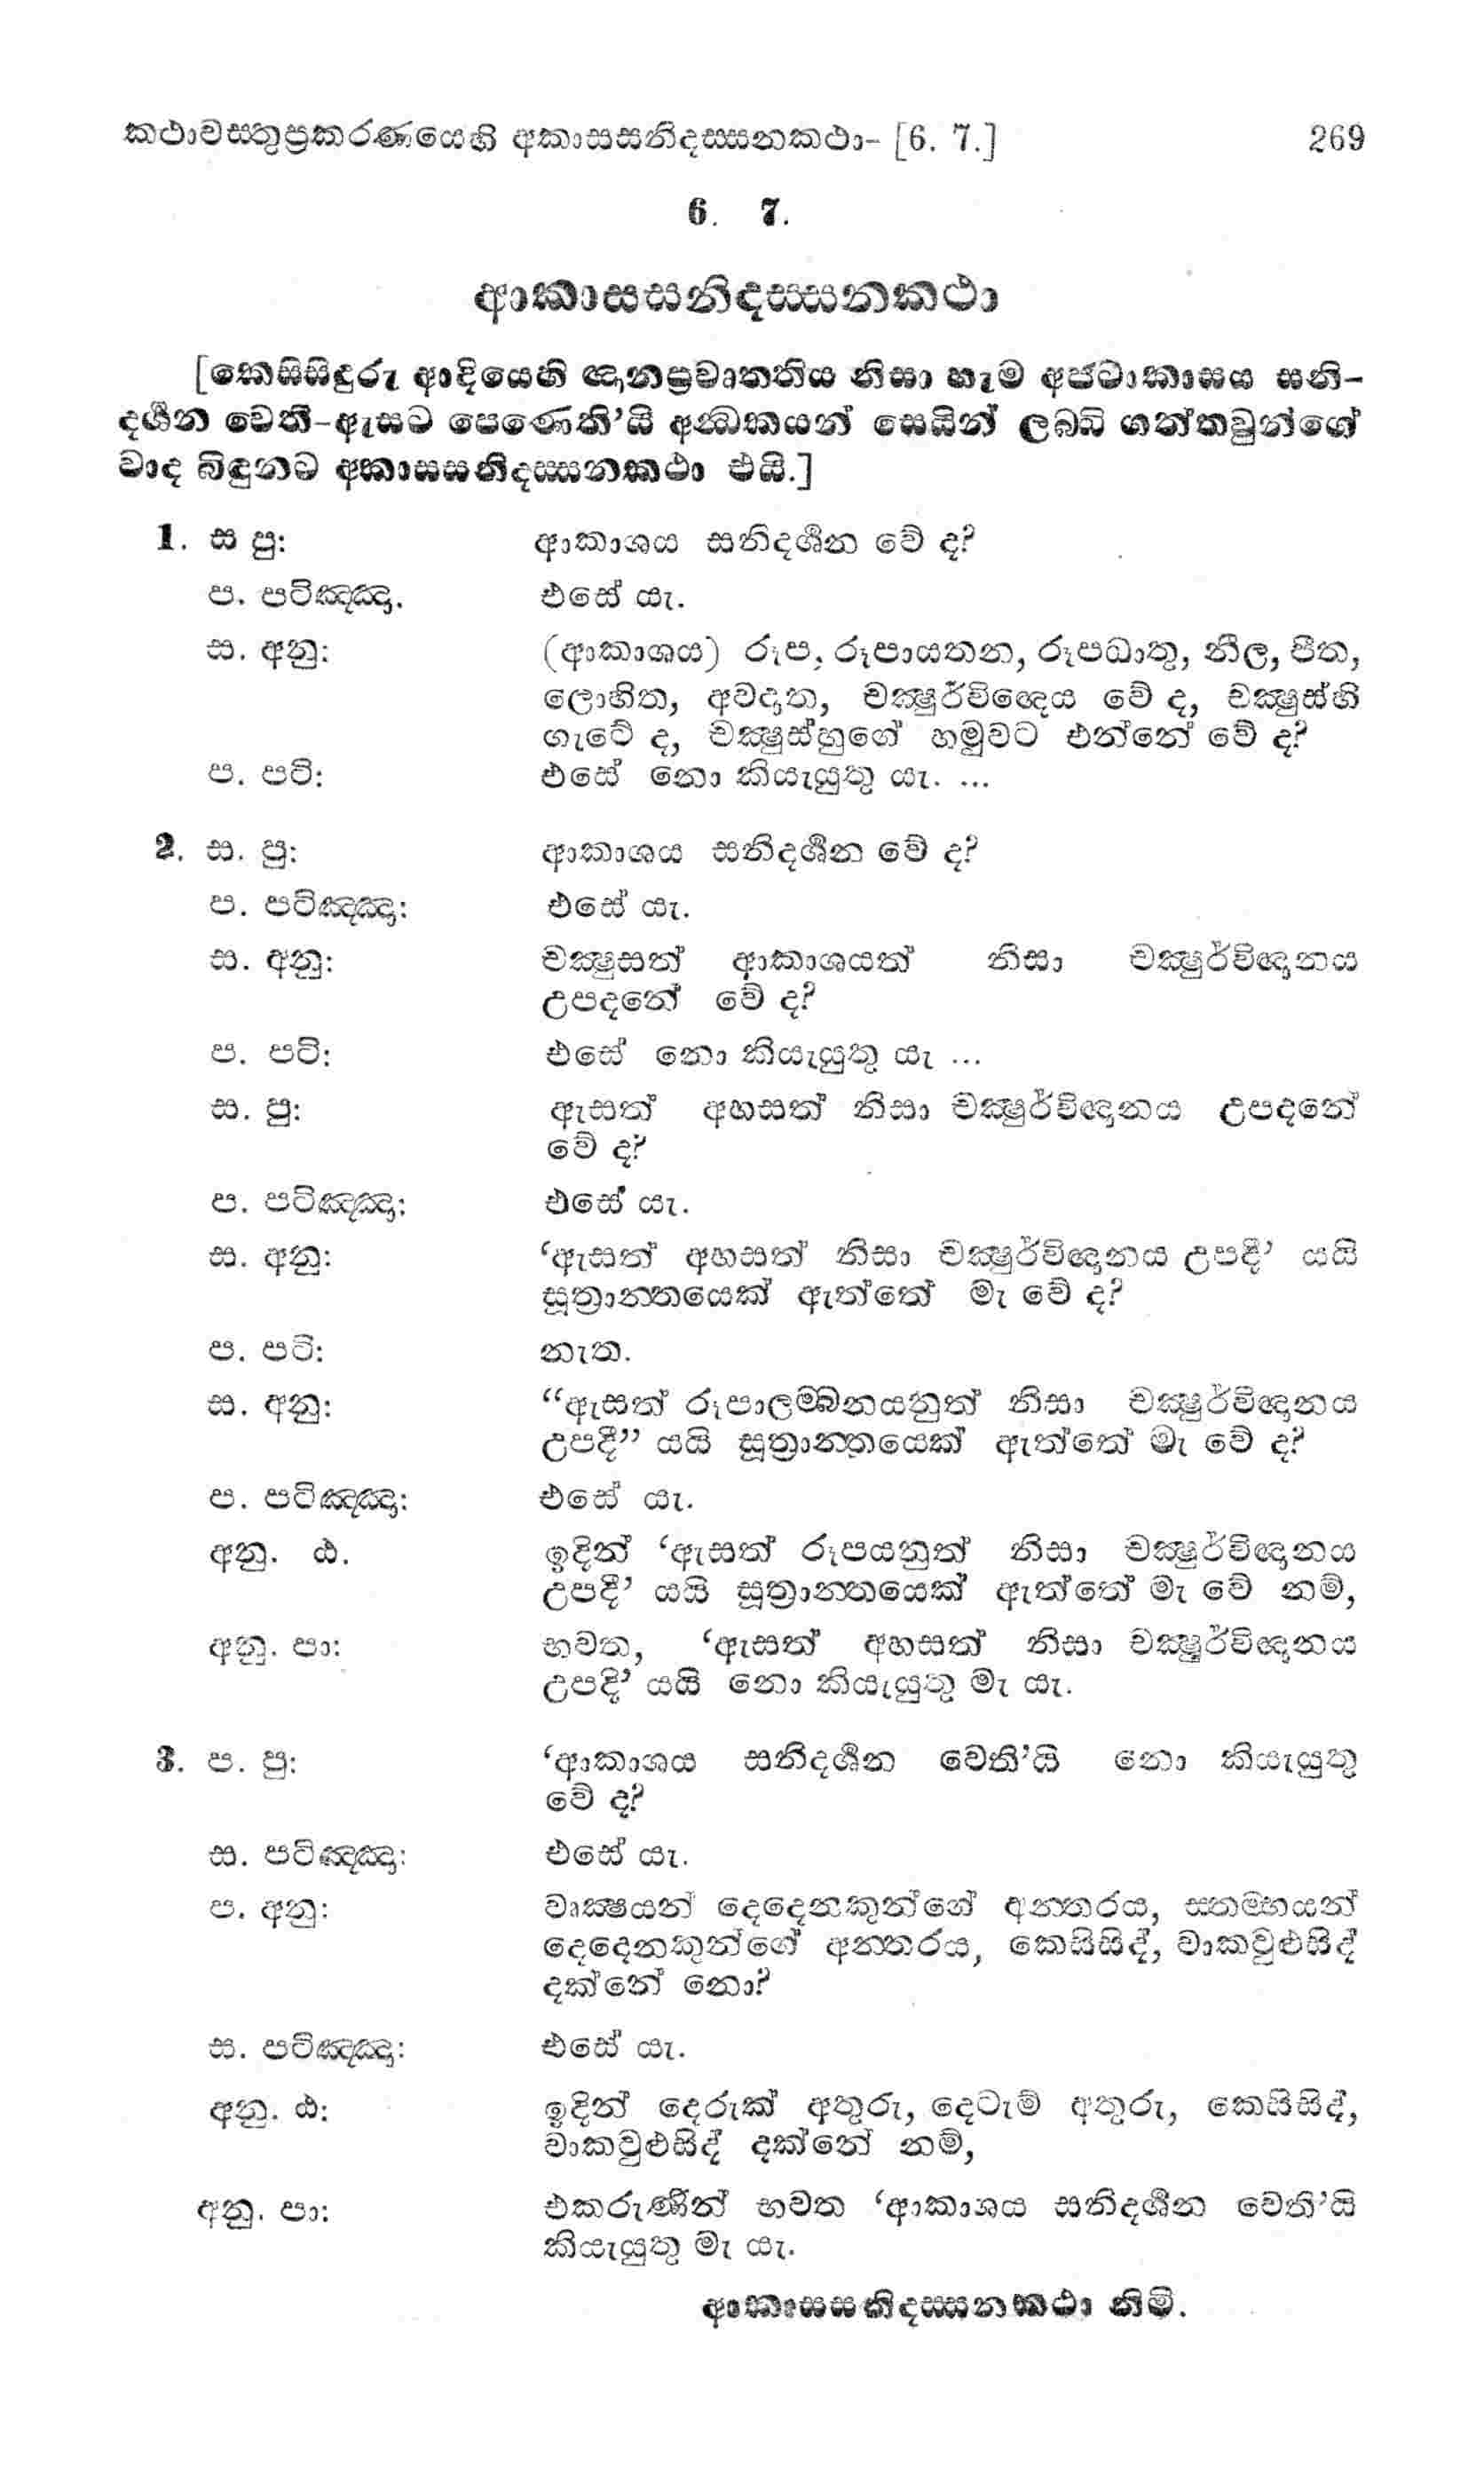 කථාවස්තුප්‍රකරණයෙහි අකාසසනිදස්සනකථා- [6. 7.] 269
6. 7.
ආකාසසනිදස්සනකථා
[කෙසිසිඳුරු ආදියෙහි ඥානප්‍රවෘත්තිය නිසා හැම අජටාකාසය සනි-
දර්‍ශන වෙති-ඇසට පෙණෙති’යි අන්‍ධකයන් සෙයින් ලබ්ධි ගත්තවුන්ගේ
වාද බිඳුනට අකාසසනිදස්සනකථා එයි.]
1. ස පු: ආකාශය සනිදර්‍ශන වේ ද?
ප. පටිඤ්ඤා. එසේ යැ.
ස. අනු: (ආකාශය) රූප, රූපායතන, රූපධාතු, නීල, පීත,
ලොහිත, අවදාත, චක්‍ෂුර්විඥෙය වේ ද, චක්‍ෂුස්හි
ගැටේ ද, චක්‍ෂුස්හුගේ හමුවට එන්නේ වේ ද?
ප. පටි: එසේ නො කියැයුතු යැ. ...
2. ස. පු: ආකාශය සනිදර්‍ශන වේ ද?
ප. පටිඤ්ඤා: එසේ යැ.
ස. අනු: චක්‍ෂුසත් ආකාශයත් නිසා චක්‍ෂුර්විඥානය
උපදනේ වේ ද?
ප. පටි: එසේ නො කියැයුතු යැ ...
ස. පු: ඇසත් අහසත් නිසා චක්‍ෂුර්විඥානය උපදනේ
වේ ද?
ප. පටිඤ්ඤා: එසේ යැ.
ස. අනු: ‘ඇසත් අහසත් නිසා චක්‍ෂුර්විඥානය උපදී’ යයි
සූත්‍රාන්තයෙක් ඇත්තේ මැ වේ ද?
ප. පටි: නැත.
ස. අනු: “ඇසත් රූපාලම්බනයනුත් නිසා චක්‍ෂුර්විඥානය
උපදී” යයි සූත්‍රාන්තයෙක් ඇත්තේ මැ වේ ද?
ප. පටිඤ්ඤා: එසේ යැ.
අනු. ඨ. ඉදින් ‘ඇසත් රූපයනුත් නිසා චක්‍ෂුර්විඥානය
උපදී’ යයි සූත්‍රාන්තයෙක් ඇත්තේ මැ වේ නම්,
අනු. පා: භවත, ‘ඇසත් අහසත් නිසා චක්‍ෂුර්විඥානය
උපදි’ යයි නො කියැයුතු මැ යැ.
3. ප. පු: ‘ආකාශය සනිදර්‍ශන වෙති’යි නො කියැයුතු
වේ ද?
ස. පටිඤ්ඤා: එසේ යැ.
ප. අනු: වෘක්‍ෂයන් දෙදෙනකුන්ගේ අන්තරය, ස්තම්භයන්
දෙදෙනකුන්ගේ අන්තරය, කෙසිසිද්, වාකවුළුසිද්
දක්නේ නො?
ස. පටිඤ්ඤා: එසේ යැ.
අනු. ඨ: ඉදින් දෙරුක් අතුරු, දෙටැම් අතුරු, කෙයිසිද්,
වාකවුළුසිද් දක්නේ නම්,
අනු. පා: එකරුණින් භවත ‘ආකාශය සනිදර්‍ශන වෙති’යි
කියැයුතු මැ යැ.
ආකාසසනිදස්සනකථා නිමි.